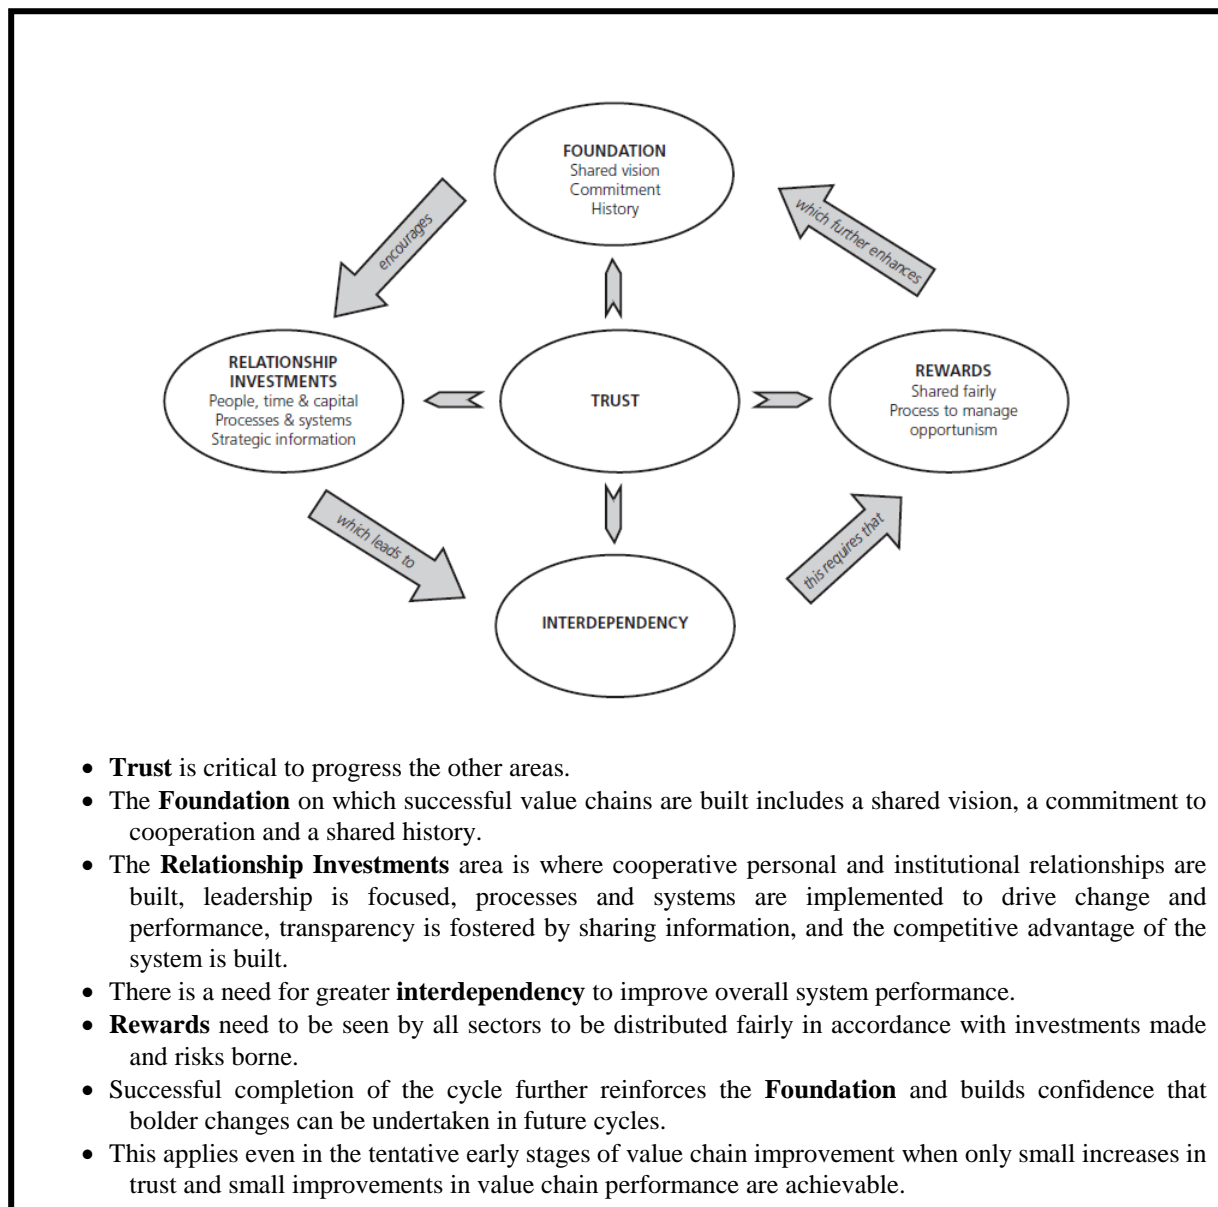 FOUNDATION
Shared vision
Commitment
History
encourages
which further enhances
RELATIONSHIP
INVESTMENTS
People, time & capital
Processes & systems
Strategic information
TRUST
REWARDS
Shared fairly
Process to manage
opportunism
which leads to
this requires that
INTERDEPENDENCY
• Trust is critical to progress the other areas.
• The Foundation on which successful value chains are built includes a shared vision, a commitment to
cooperation and a shared history.
• The Relationship Investments area is where cooperative personal and institutional relationships are
built, leadership is focused, processes and systems are implemented to drive change and
performance, transparency is fostered by sharing information, and the competitive advantage of the
system is built.
• There is a need for greater interdependency to improve overall system performance.
• Rewards need to be seen by all sectors to be distributed fairly in accordance with investments made
and risks borne.
• Successful completion of the cycle further reinforces the Foundation and builds confidence that
bolder changes can be undertaken in future cycles.
• This applies even in the tentative early stages of value chain improvement when only small increases in
trust and small improvements in value chain performance are achievable.